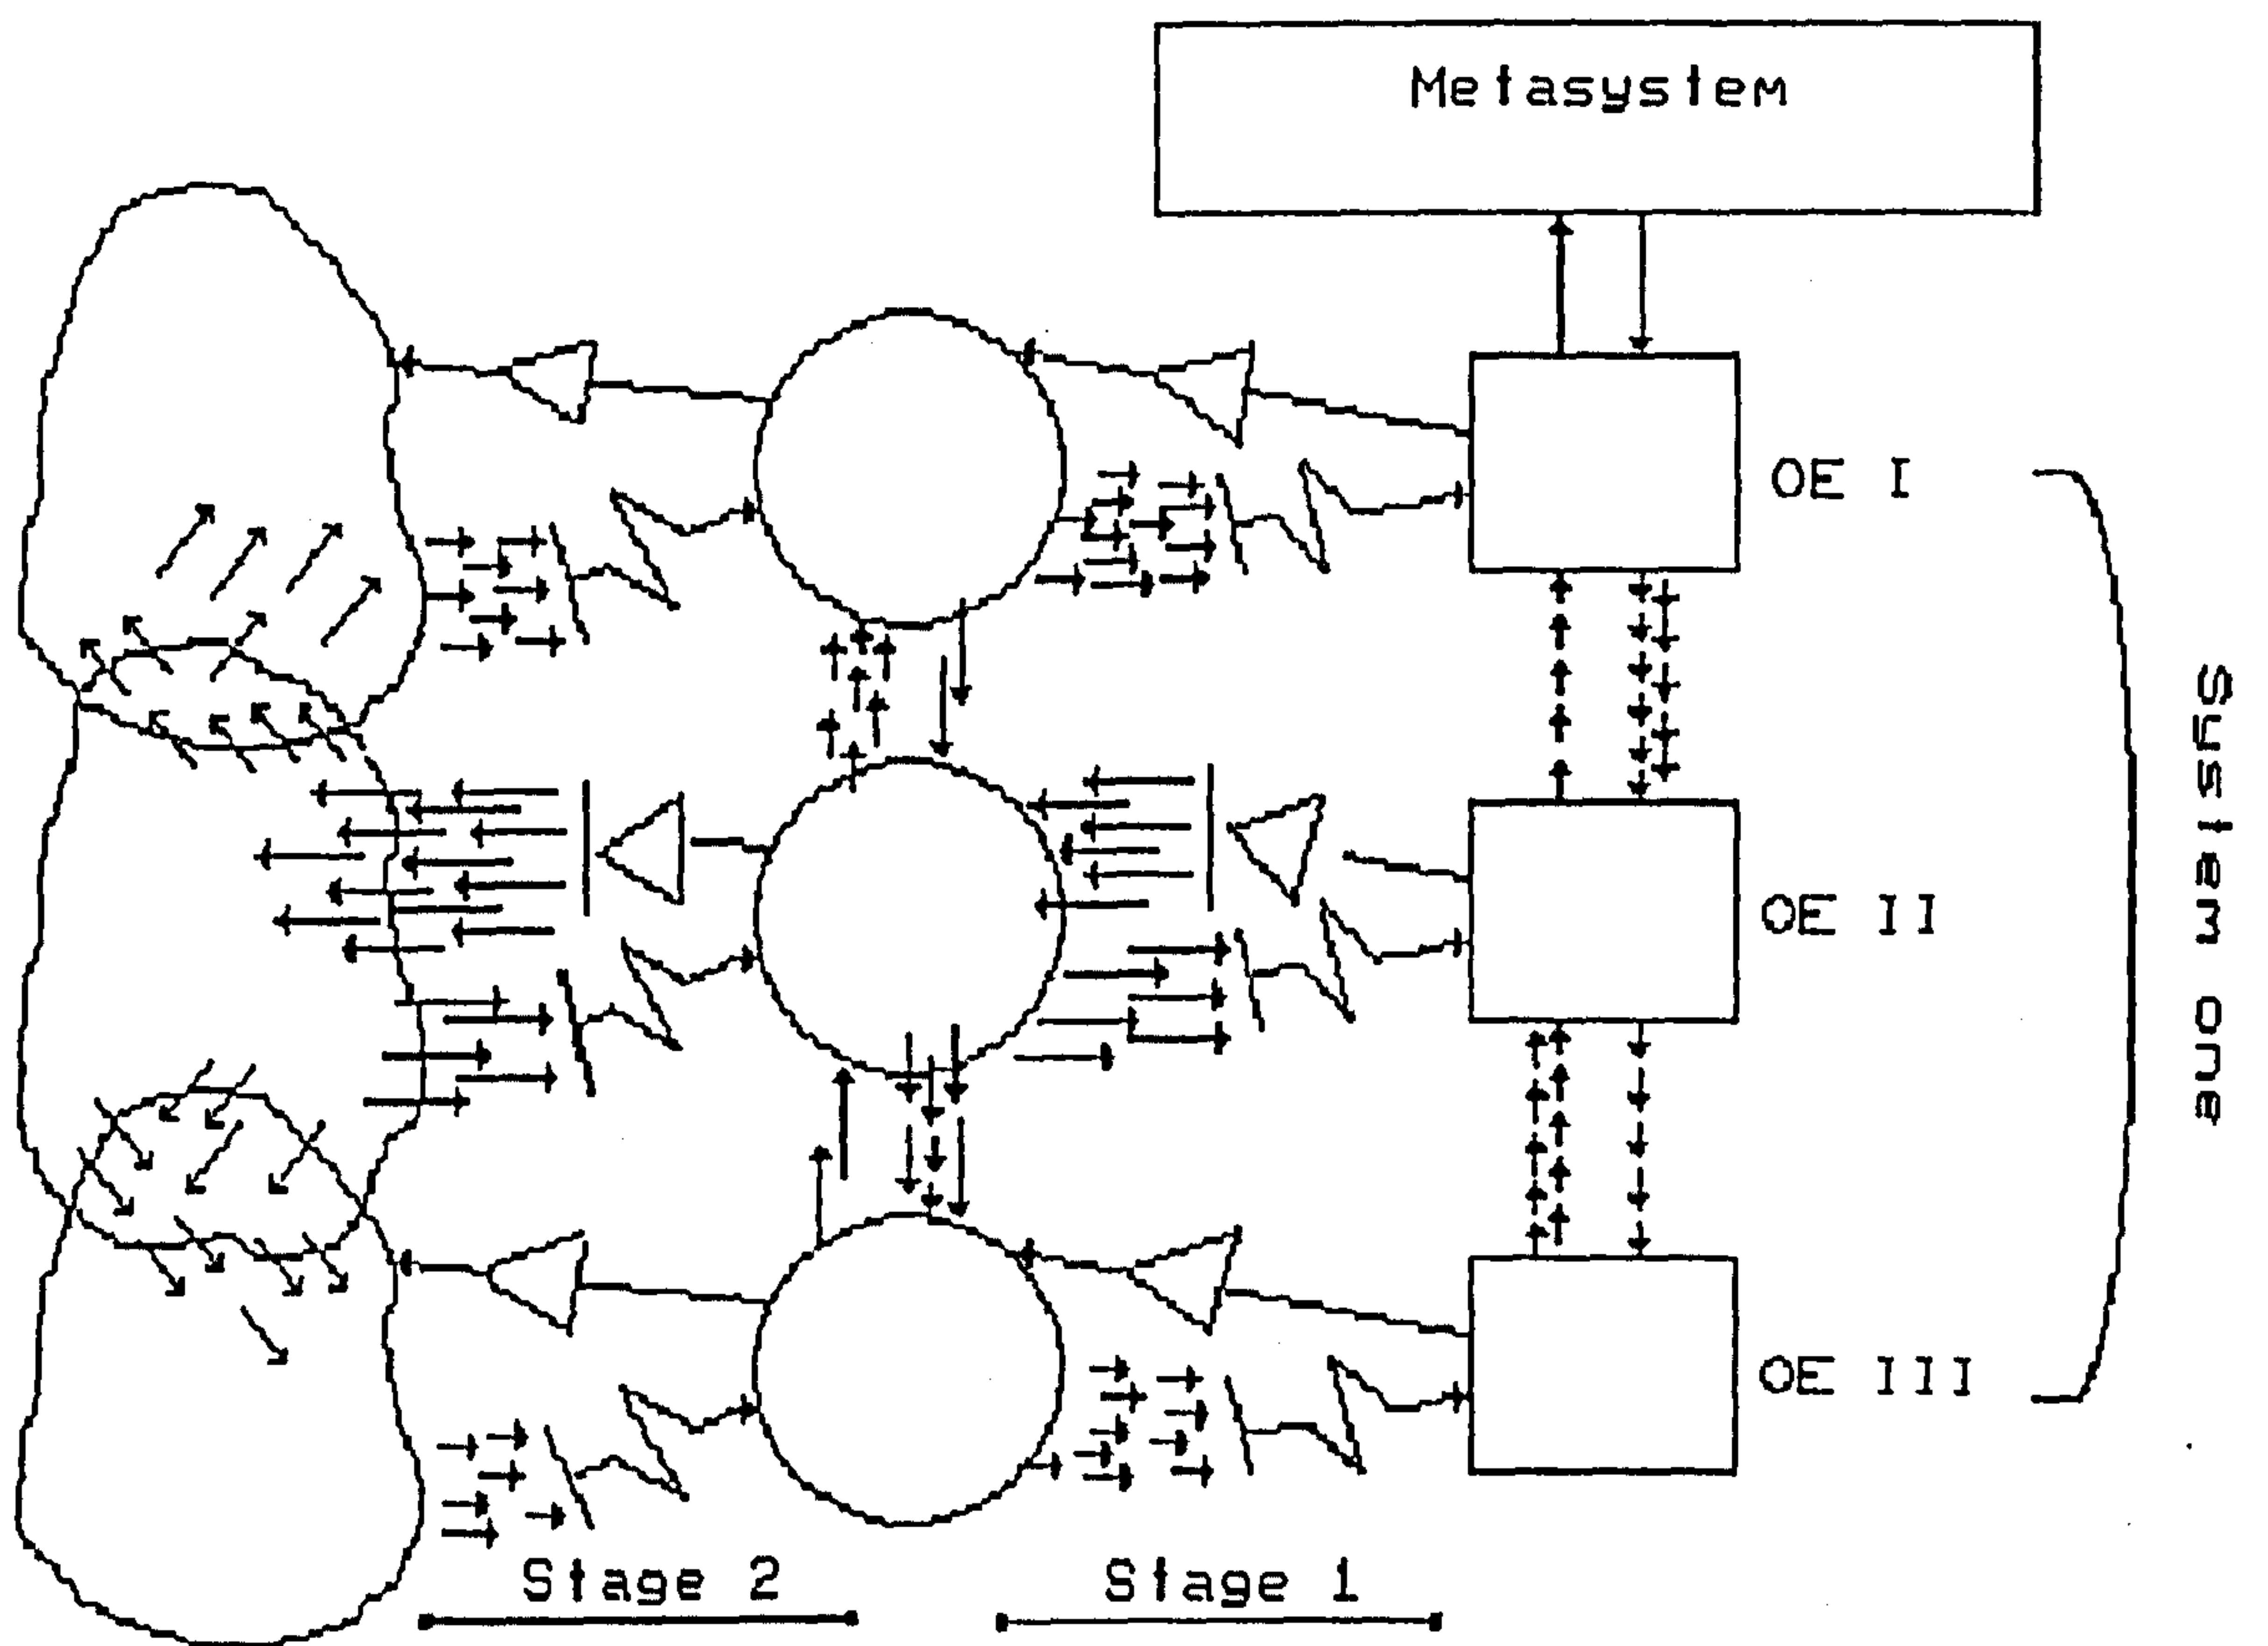 Metasystem
OE I
OE II
System one
OE III
Stage 2
Stage 1